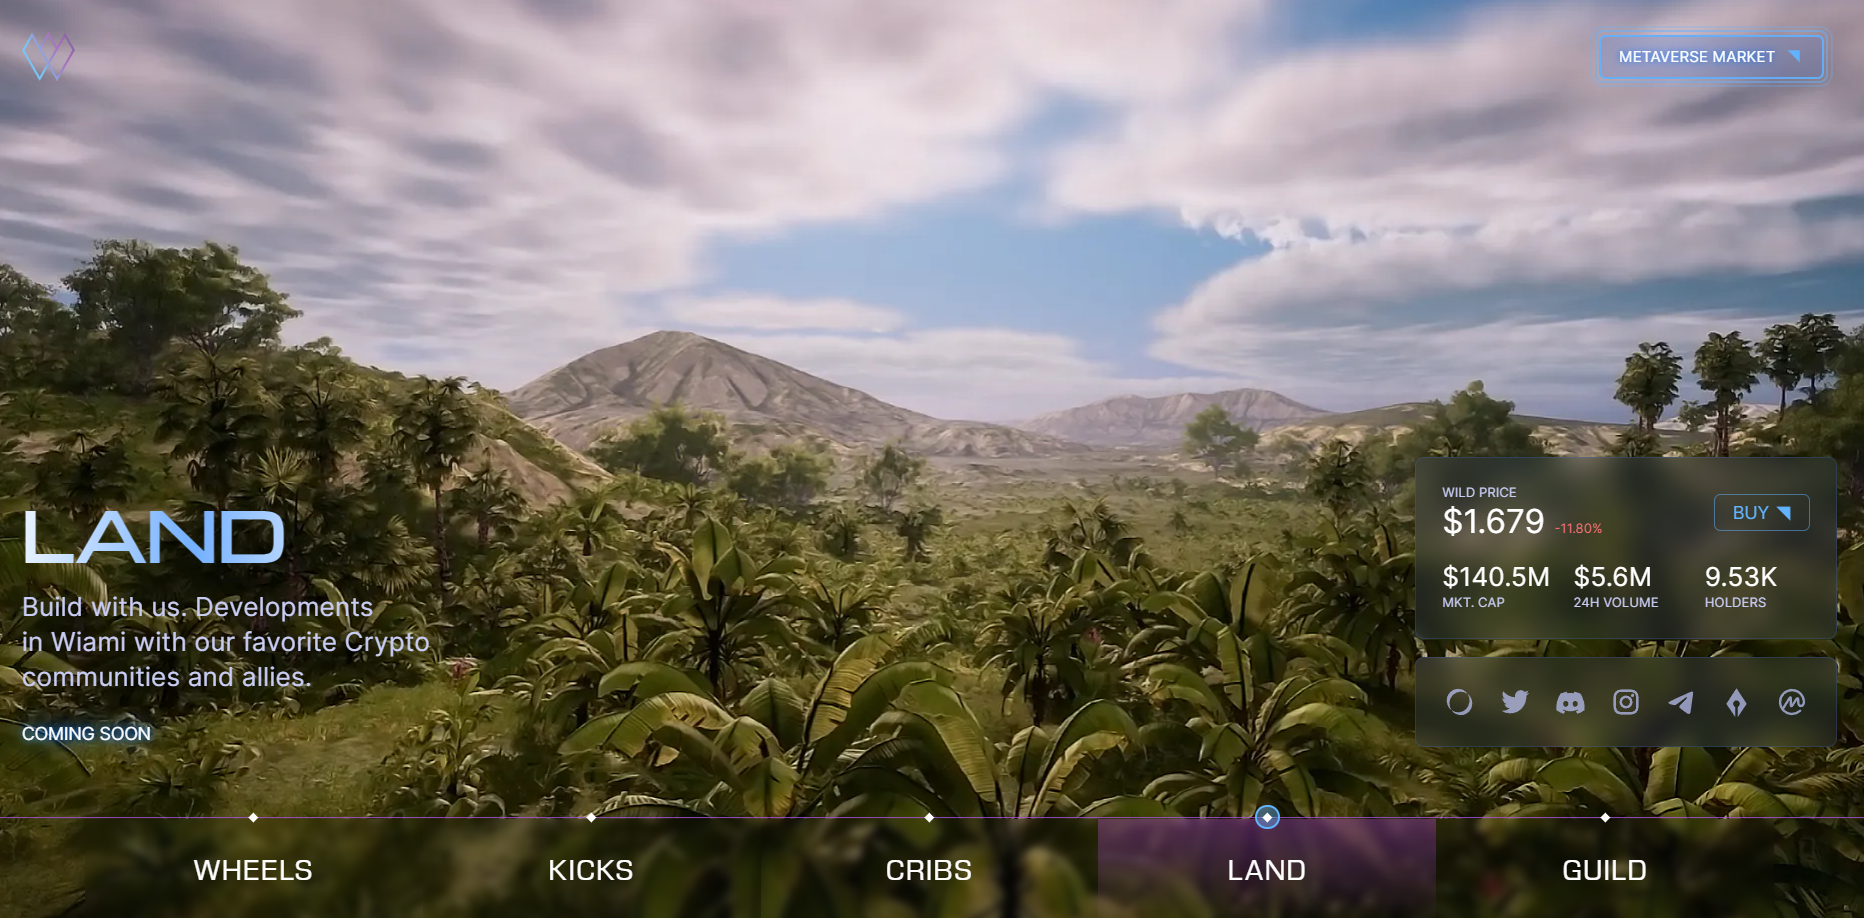 METAVERSE MARKET
LAND
Build with us. Developments
in Wiami with our favorite Crypto
communities and allies.
COMING SOON
WILD PRICE
$1.679 -11.80%
BUY
$140.5M $5.6M 9.53K
MKT. CAP 24H VOLUME HOLDERS
WHEELS KICKS CRIBS LAND GUILD